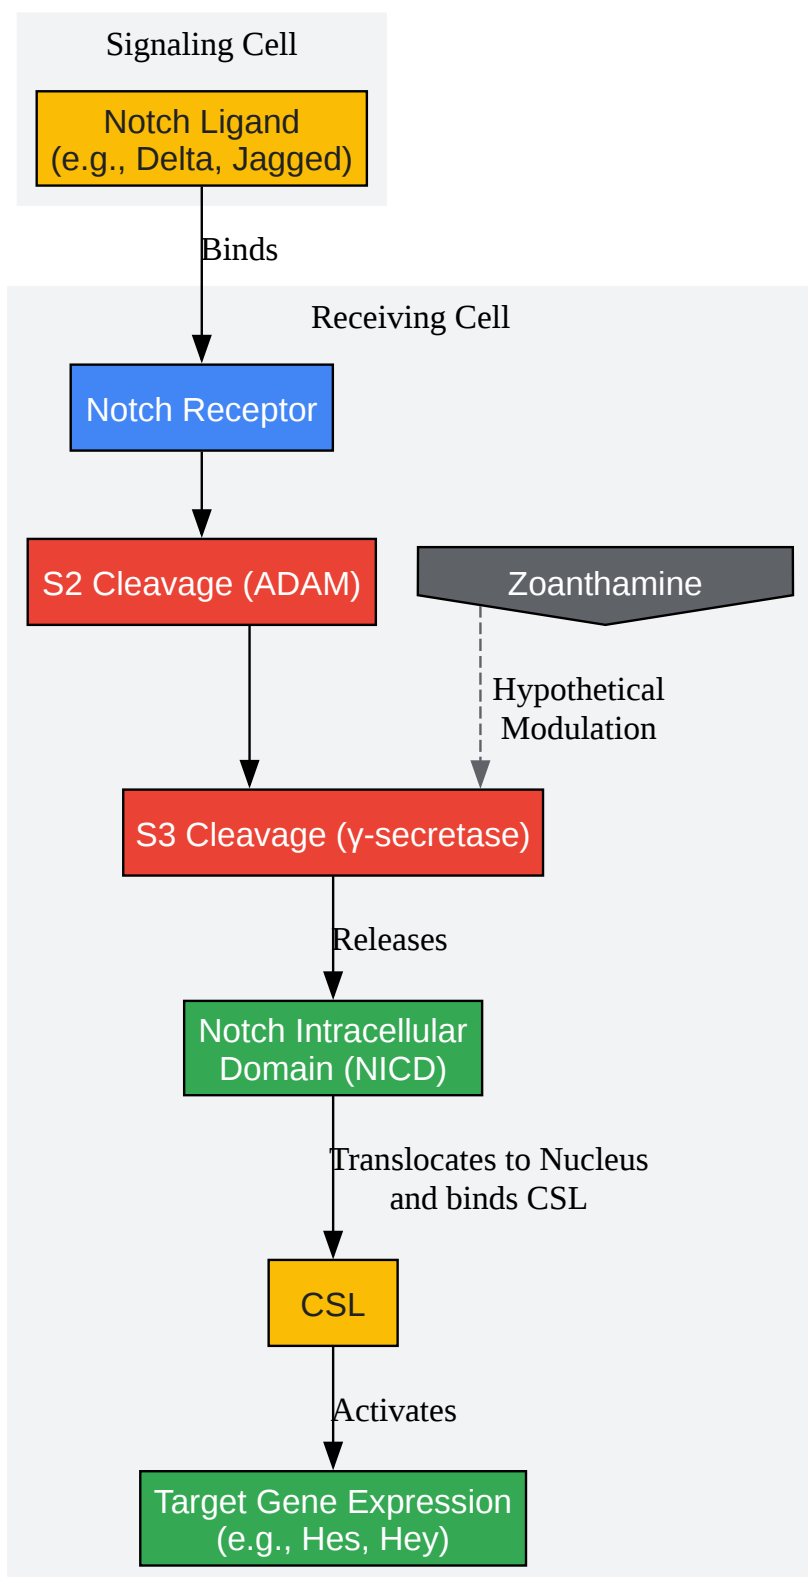 Signaling Cell
Notch Ligand
(e.g., Delta, Jagged)
Binds
Receiving Cell
Notch Receptor
S2 Cleavage (ADAM)
Zoanthamine
Hypothetical
Modulation
S3 Cleavage (γ-secretase)
Releases
Notch Intracellular
Domain (NICD)
Translocates to Nucleus
and binds CSL
CSL
Activates
Target Gene Expression
(e.g., Hes, Hey)